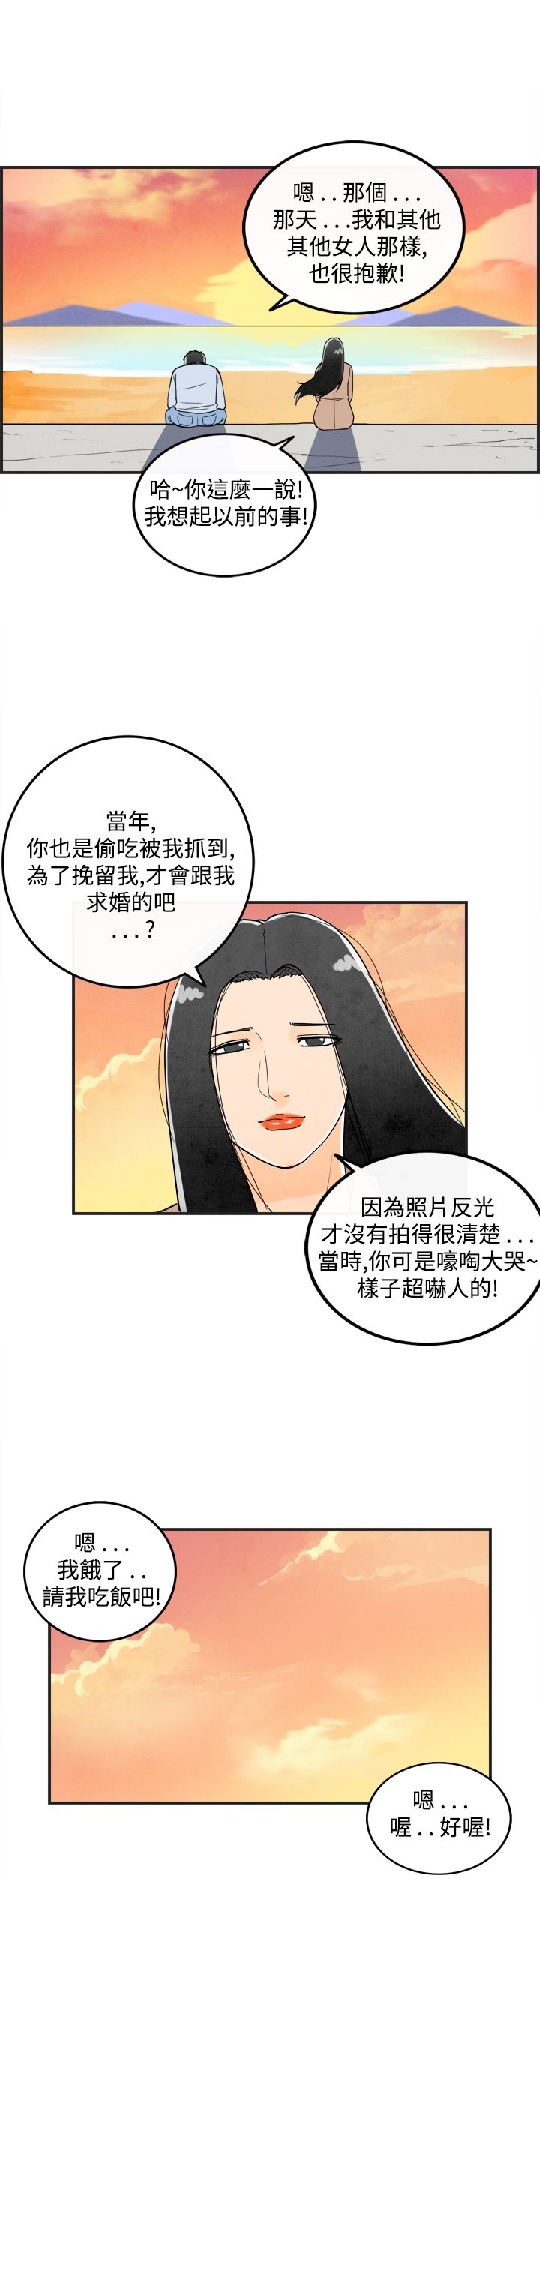 嗯..那個...
那天...我和其他
其他女人那樣,
也很抱歉!
哈~你這麼一說!
我想起以前的事!
當年,
你也是偷吃被我抓到,
為了挽留我,才會跟我
求婚的吧
...?
因為照片反光
才沒有拍得很清楚...
當時,你可是嚎啕大哭~
樣子超嚇人的!
嗯...
我餓了..
請我吃飯吧!
嗯...
喔..好喔!